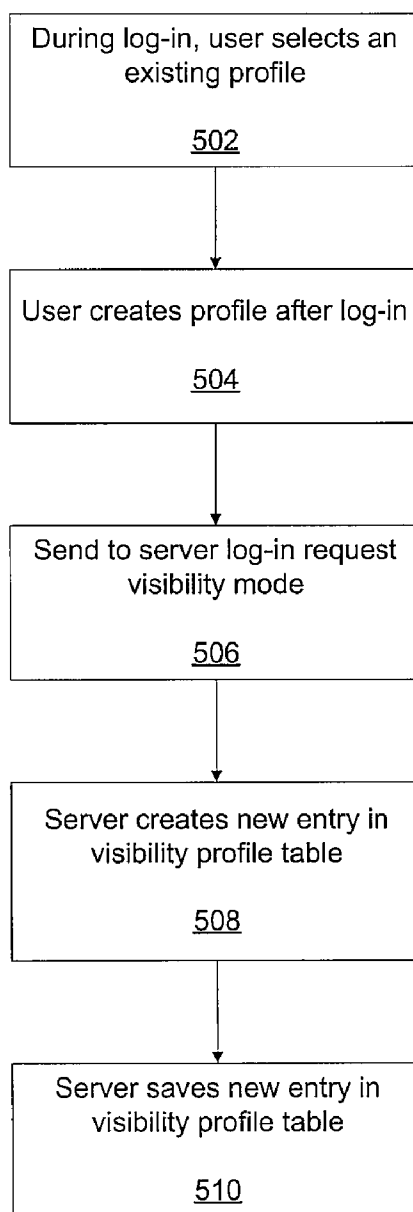 During log-in, user selects an
existing profile
502
User creates profile after log-in
504
Send to server log-in request
visibility mode
506
Server creates new entry in
visibility profile table
508
Server saves new entry in
visibility profile table
510